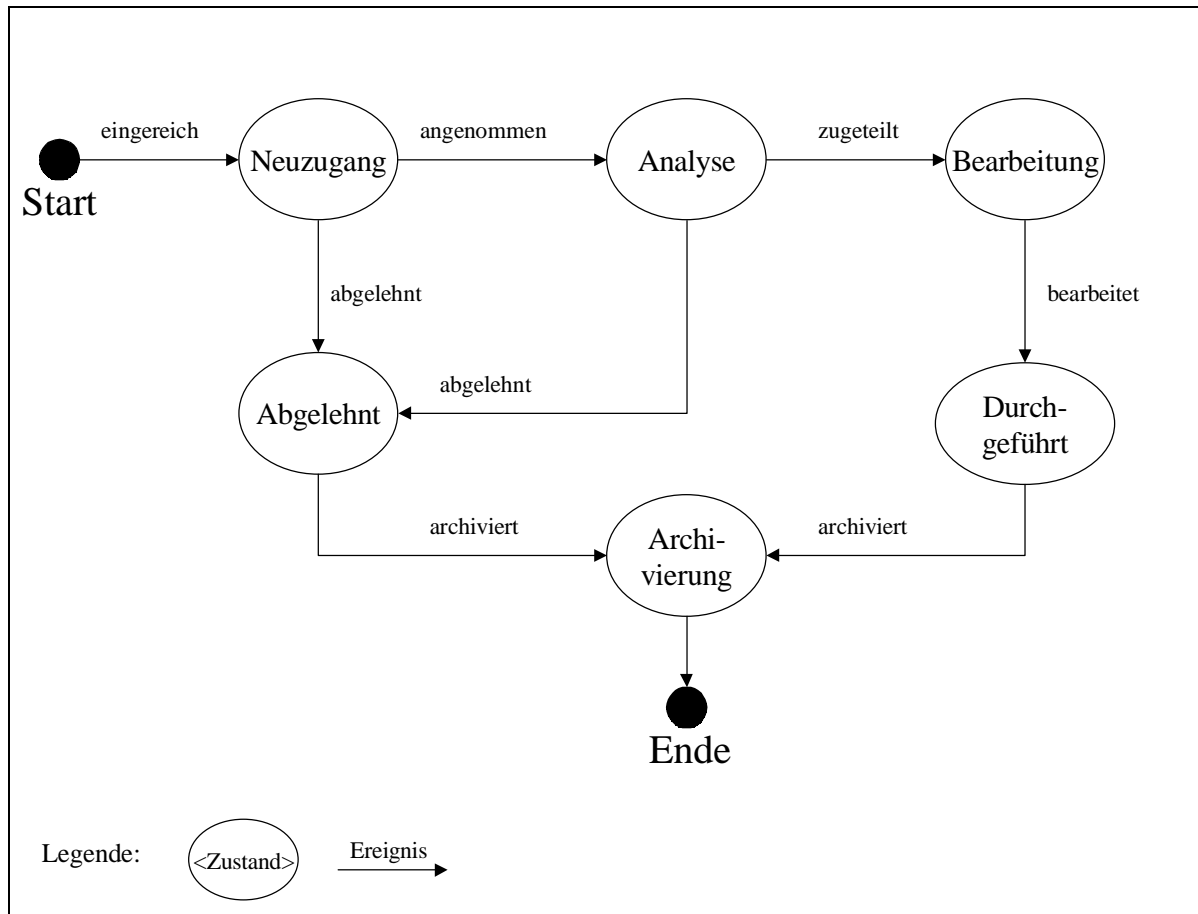 eingereich
angenommen
zugeteilt
Neuzugang
Analyse
Bearbeitung
Start
abgelehnt
bearbeitet
abgelehnt
Abgelehnt
Durch-
geführt
archiviert
archiviert
Archi-
vierung
Ende
Legende:
<Zustand>
Ereignis